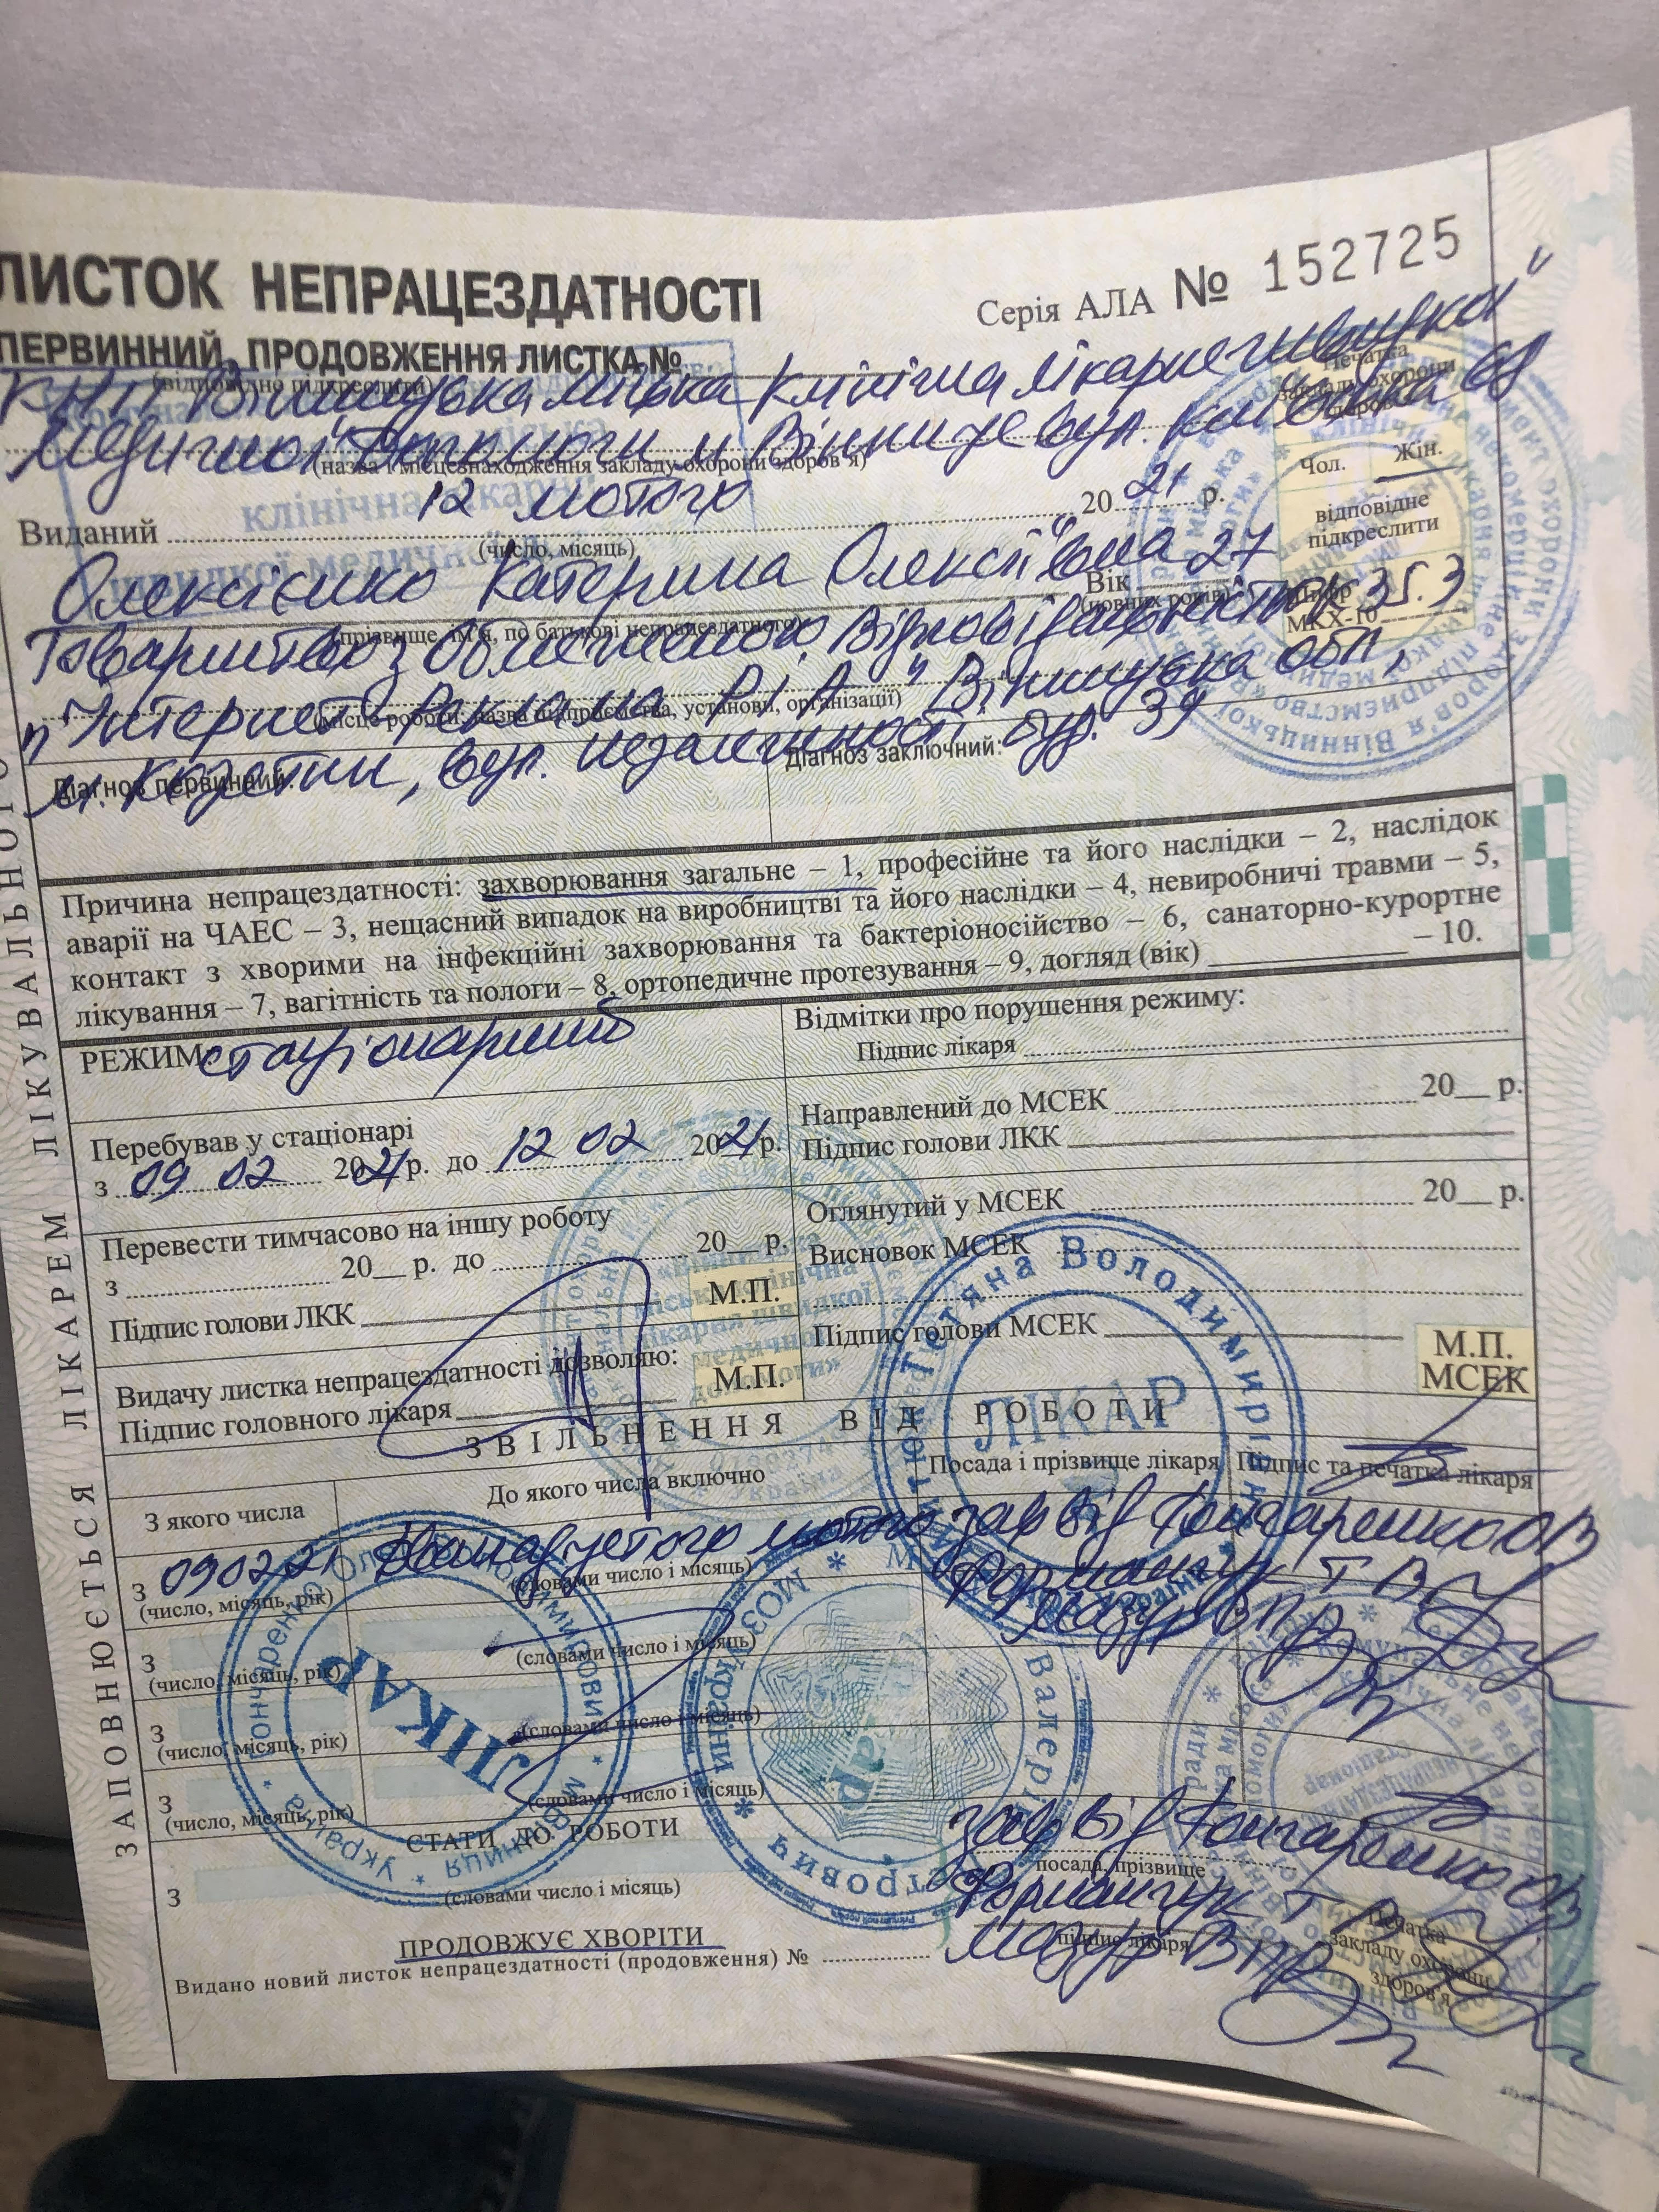 ЛИСТОК НЕПРАЦЕЗДАТНОСТІ
Серія АЛА № 152725
ПЕРВИННИЙ, ПРОДОВЖЕННЯ ЛИСТКА №
(відповідно підкреслити)
КНП "Вінницька міська клінічна лікарня швидкої"
медичної допомоги м Вінниця вул. Київська 68
(назва і місцезнаходження закладу охорони здоров'я)
Печатка закладу охорони здоров'я
Чол. Жін.
відповідне підкреслити
Виданий 12 лютого 2021 р.
(число, місяць)
Олексієнко Катерина Олексіївна Вік 27
(прізвище, ім'я, по батькові непрацездатного) (повних років)
Шифр МКХ-10 35.3
Товариство з Обмеженою Відповідальністю
"Інтернет Реклама РІА" Вінницька обл,
(місце роботи, назва підприємства, установи, організації)
м. Козятин, вул. Незалежності буд. 39
Діагноз первинний: Діагноз заключний:
Причина непрацездатності: захворювання загальне – 1, професійне та його наслідки – 2, наслідок
аварії на ЧАЕС – 3, нещасний випадок на виробництві та його наслідки – 4, невиробничі травми – 5,
контакт з хворими на інфекційні захворювання та бактеріоносійство – 6, санаторно-курортне
лікування – 7, вагітність та пологи – 8, ортопедичне протезування – 9, догляд (вік) – 10.
РЕЖИМ стаціонарний
Відмітки про порушення режиму:
Підпис лікаря
Перебував у стаціонарі
з 09 02 2021 р. до 12 02 2021 р.
Направлений до МСЕК 20__ р.
Підпис голови ЛКК
Перевести тимчасово на іншу роботу
з 20__ р. до 20__ р.
Підпис голови ЛКК М.П.
Оглянутий у МСЕК 20__ р.
Висновок МСЕК
Підпис голови МСЕК
М.П. МСЕК
Видачу листка непрацездатності дозволяю:
Підпис головного лікаря М.П.
ЗВІЛЬНЕННЯ ВІД РОБОТИ
З якого числа До якого числа включно Посада і прізвище лікаря Підпис та печатка лікаря
з 090221 Дванадцятого лютого зав від Гончаренко ОВ
(число, місяць, рік) (словами число і місяць)
Форманчук Т В
Мазур В П
з
(число, місяць, рік) (словами число і місяць)
з
(число, місяць, рік) (словами число і місяць)
з
(число, місяць, рік) (словами число і місяць)
СТАТИ ДО РОБОТИ
зав від Гончаренко ОВ
посада, прізвище
з
(словами число і місяць)
Форманчук Т В
підпис лікаря
Мазур В П
Печатка закладу охорони здоров'я
ПРОДОВЖУЄ ХВОРІТИ
Видано новий листок непрацездатності (продовження) №
ЗАПОВНЮЄТЬСЯ ЛІКАРЕМ ЛІКУВАЛЬНОГО
Тетяна Володимирівна
ЛІКАР
ЛІКАР
МОЗ України